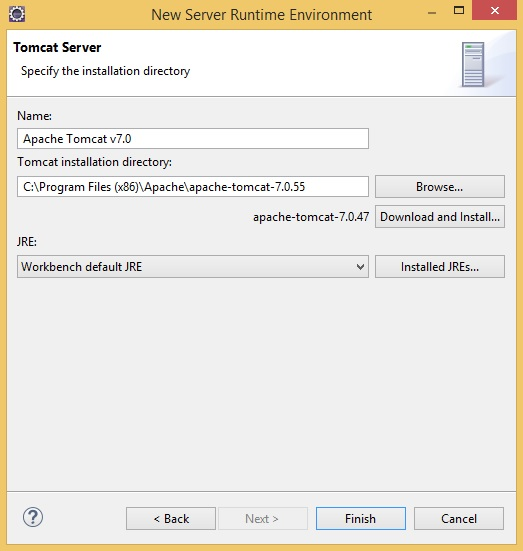 New Server Runtime Environment
Tomcat Server
Specify the installation directory
Name:
Apache Tomcat v7.0
Tomcat installation directory:
C:\Program Files (x86)\Apache\apache-tomcat-7.0.55
Browse...
apache-tomcat-7.0.47
Download and Install...
JRE:
Workbench default JRE
Installed JREs...
?
< Back
Next >
Finish
Cancel